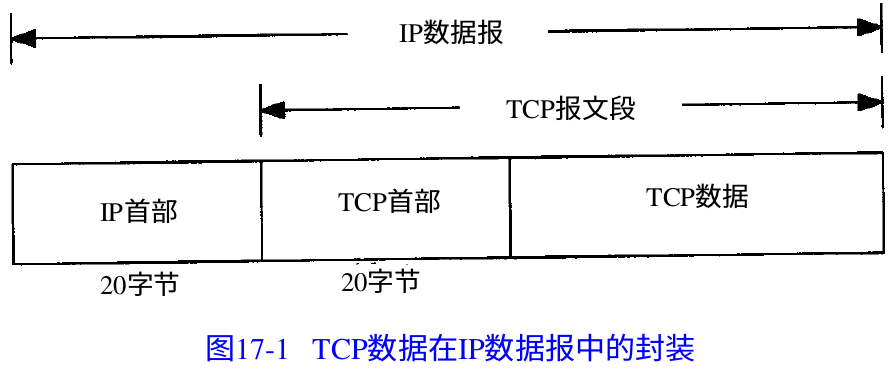 IP数据报
TCP报文段
IP首部
TCP首部
TCP数据
20字节
20字节
图17-1 TCP数据在IP数据报中的封装